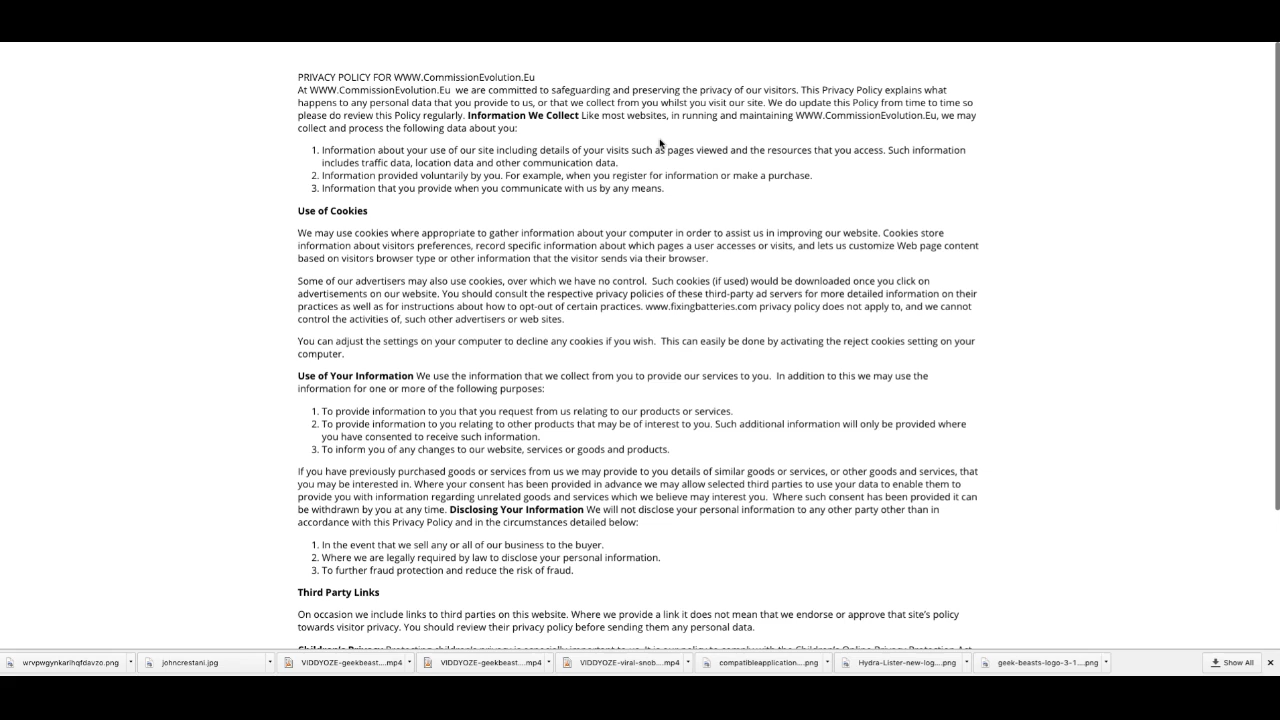 PRIVACY POLICY FOR WWW.CommissionEvolution.Eu
At WWW.CommissionEvolution.Eu  we are committed to safeguarding and preserving the privacy of our visitors. This Privacy Policy explains what
happens to any personal data that you provide to us, or that we collect from you whilst you visit our site. We do update this Policy from time to time so
please do review this Policy regularly. Information We Collect Like most websites, in running and maintaining WWW.CommissionEvolution.Eu, we may
collect and process the following data about you:
1. Information about your use of our site including details of your visits such as pages viewed and the resources that you access. Such information
includes traffic data, location data and other communication data.
2. Information provided voluntarily by you. For example, when you register for information or make a purchase.
3. Information that you provide when you communicate with us by any means.
Use of Cookies
We may use cookies where appropriate to gather information about your computer in order to assist us in improving our website. Cookies store
information about visitors preferences, record specific information about which pages a user accesses or visits, and lets us customize Web page content
based on visitors browser type or other information that the visitor sends via their browser.
Some of our advertisers may also use cookies, over which we have no control.  Such cookies (if used) would be downloaded once you click on
advertisements on our website. You should consult the respective privacy policies of these third-party ad servers for more detailed information on their
practices as well as for instructions about how to opt-out of certain practices. www.fixingbatteries.com privacy policy does not apply to, and we cannot
control the activities of, such other advertisers or web sites.
You can adjust the settings on your computer to decline any cookies if you wish.  This can easily be done by activating the reject cookies setting on your
computer.
Use of Your Information We use the information that we collect from you to provide our services to you.  In addition to this we may use the
information for one or more of the following purposes:
1. To provide information to you that you request from us relating to our products or services.
2. To provide information to you relating to other products that may be of interest to you. Such additional information will only be provided where
you have consented to receive such information.
3. To inform you of any changes to our website, services or goods and products.
If you have previously purchased goods or services from us we may provide to you details of similar goods or services, or other goods and services, that
you may be interested in. Where your consent has been provided in advance we may allow selected third parties to use your data to enable them to
provide you with information regarding unrelated goods and services which we believe may interest you.  Where such consent has been provided it can
be withdrawn by you at any time. Disclosing Your Information We will not disclose your personal information to any other party other than in
accordance with this Privacy Policy and in the circumstances detailed below:
1. In the event that we sell any or all of our business to the buyer.
2. Where we are legally required by law to disclose your personal information.
3. To further fraud protection and reduce the risk of fraud.
Third Party Links
On occasion we include links to third parties on this website. Where we provide a link it does not mean that we endorse or approve that site's policy
towards visitor privacy. You should review their privacy policy before sending them any personal data.
Children's Privacy Protecting children's privacy is especially important to us. It is our policy to comply with the Children's Online Privacy Protection Act
wrvpwgynkarlhqfdavzo.png
johncrestani.jpg
VIDDYOZE-geekbeast....mp4
VIDDYOZE-geekbeast....mp4
VIDDYOZE-viral-snob....mp4
compatibleapplication....png
Hydra-Lister-new-log....png
geek-beasts-logo-3-1....png
Show All